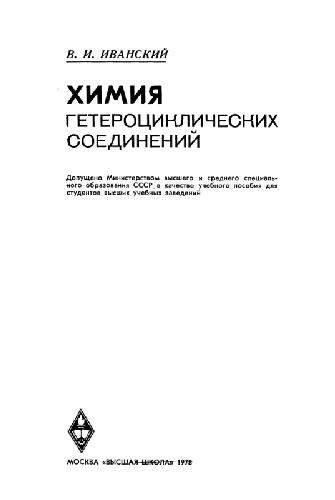 В. И. ИВАНСКИЙ
ХИМИЯ
ГЕТЕРОЦИКЛИЧЕСКИХ
СОЕДИНЕНИЙ
Допущено Министерством высшего и среднего специаль-
ного образования СССР в качестве учебного пособия для
студентов высших учебных заведений
МОСКВА «ВЫСШАЯ ШКОЛА» 1978